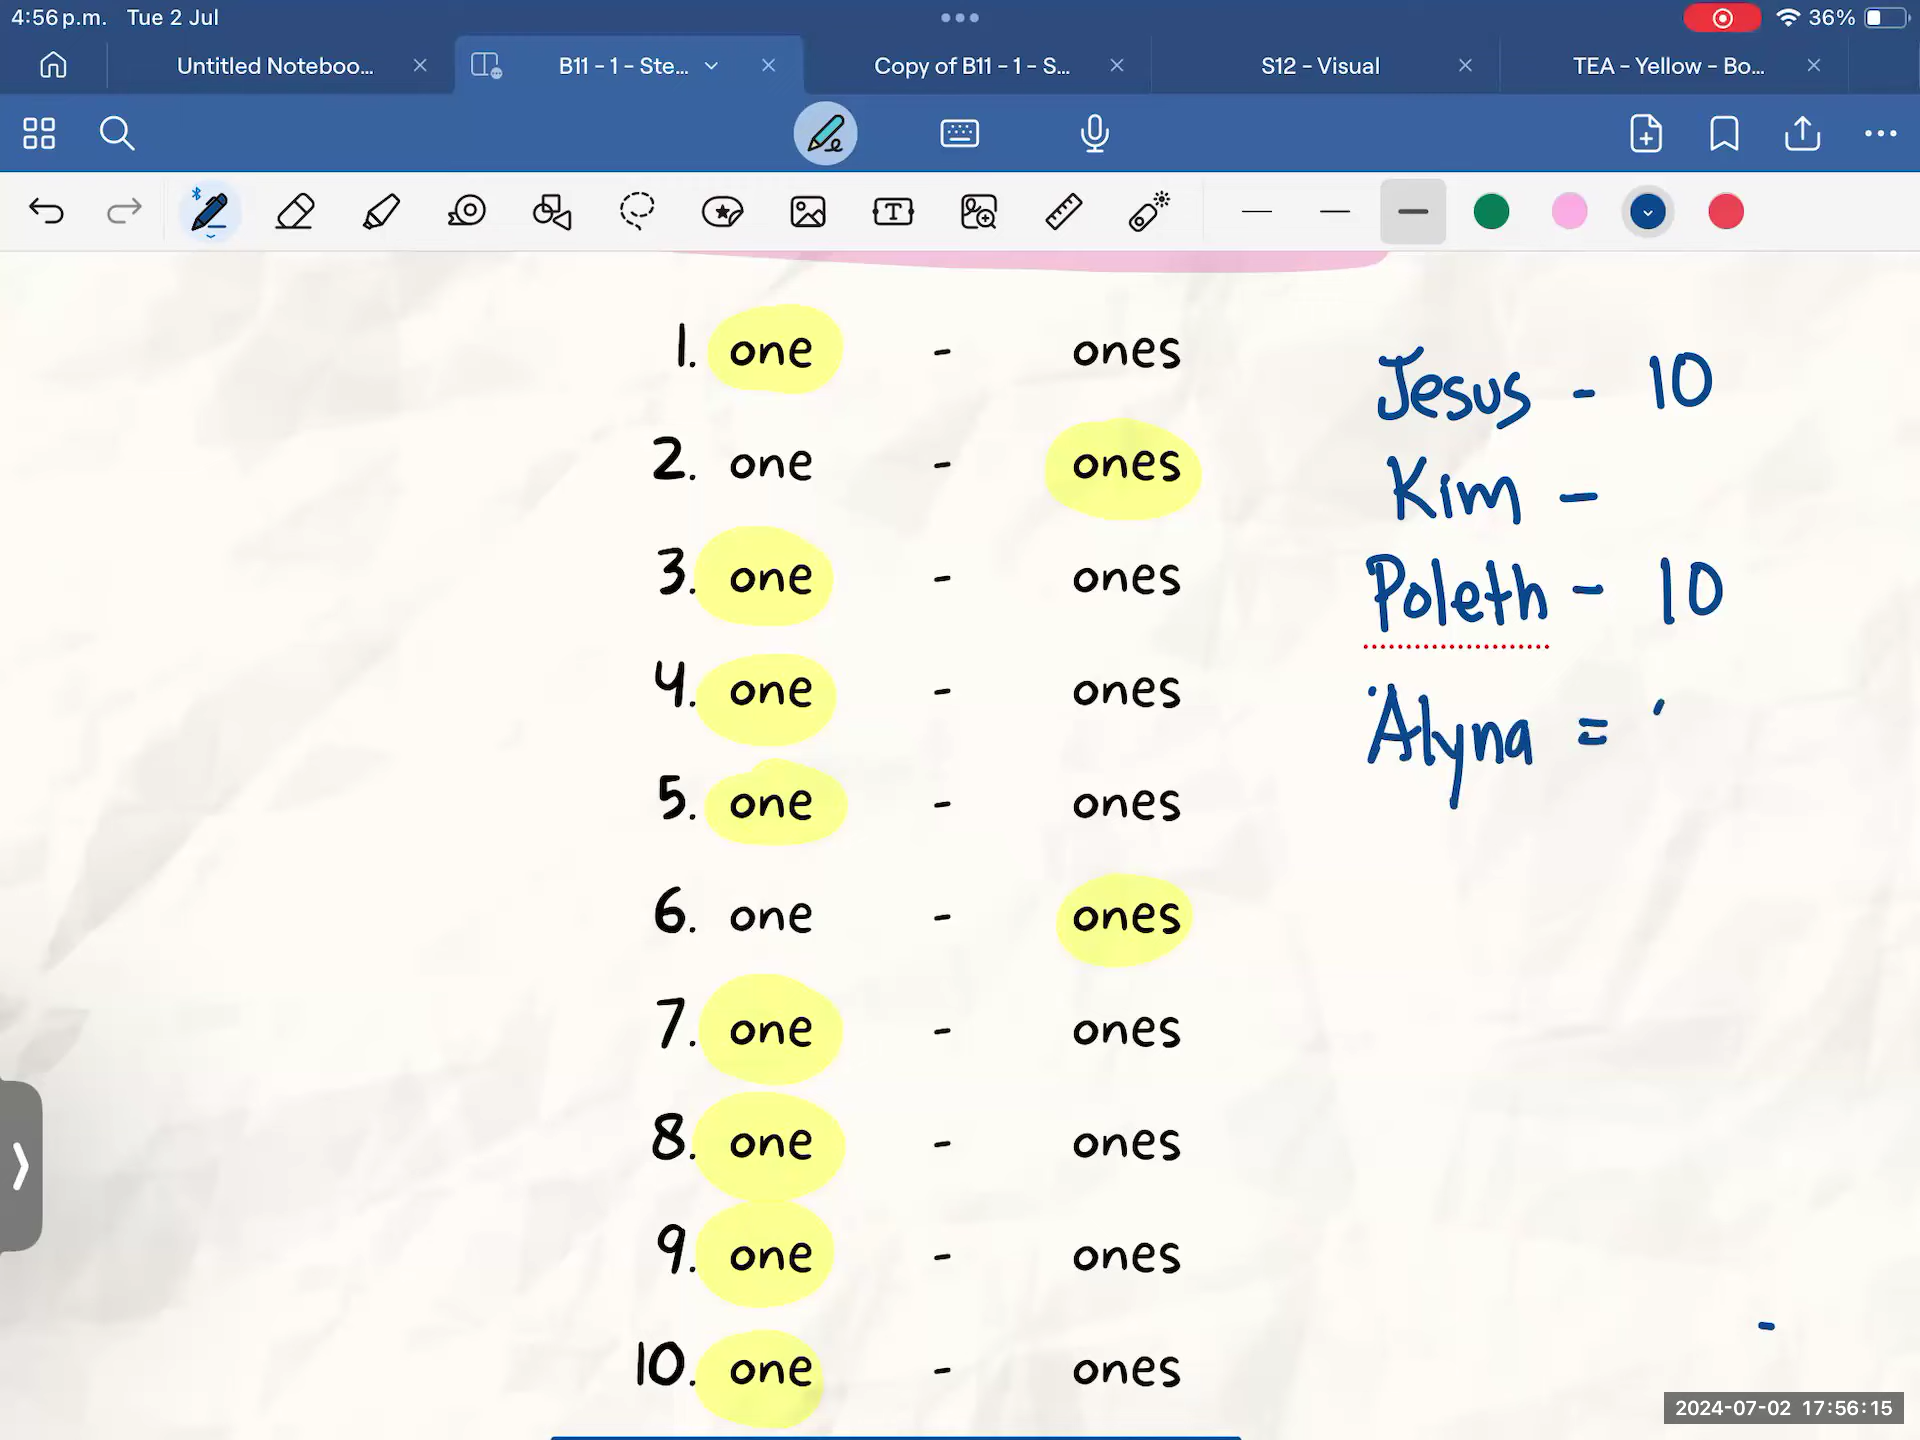 4:56 p.m. Tue 2 Jul 36%
Untitled Noteboo... B11 - 1 - Ste... Copy of B11 - 1 - S... S12 - Visual TEA - Yellow - Bo...
1. one - ones
2. one - ones
3. one - ones
4. one - ones
5. one - ones
6. one - ones
7. one - ones
8. one - ones
9. one - ones
10. one - ones
Jesus - 10
Kim -
Poleth - 10
Alyna =
2024-07-02 17:56:15